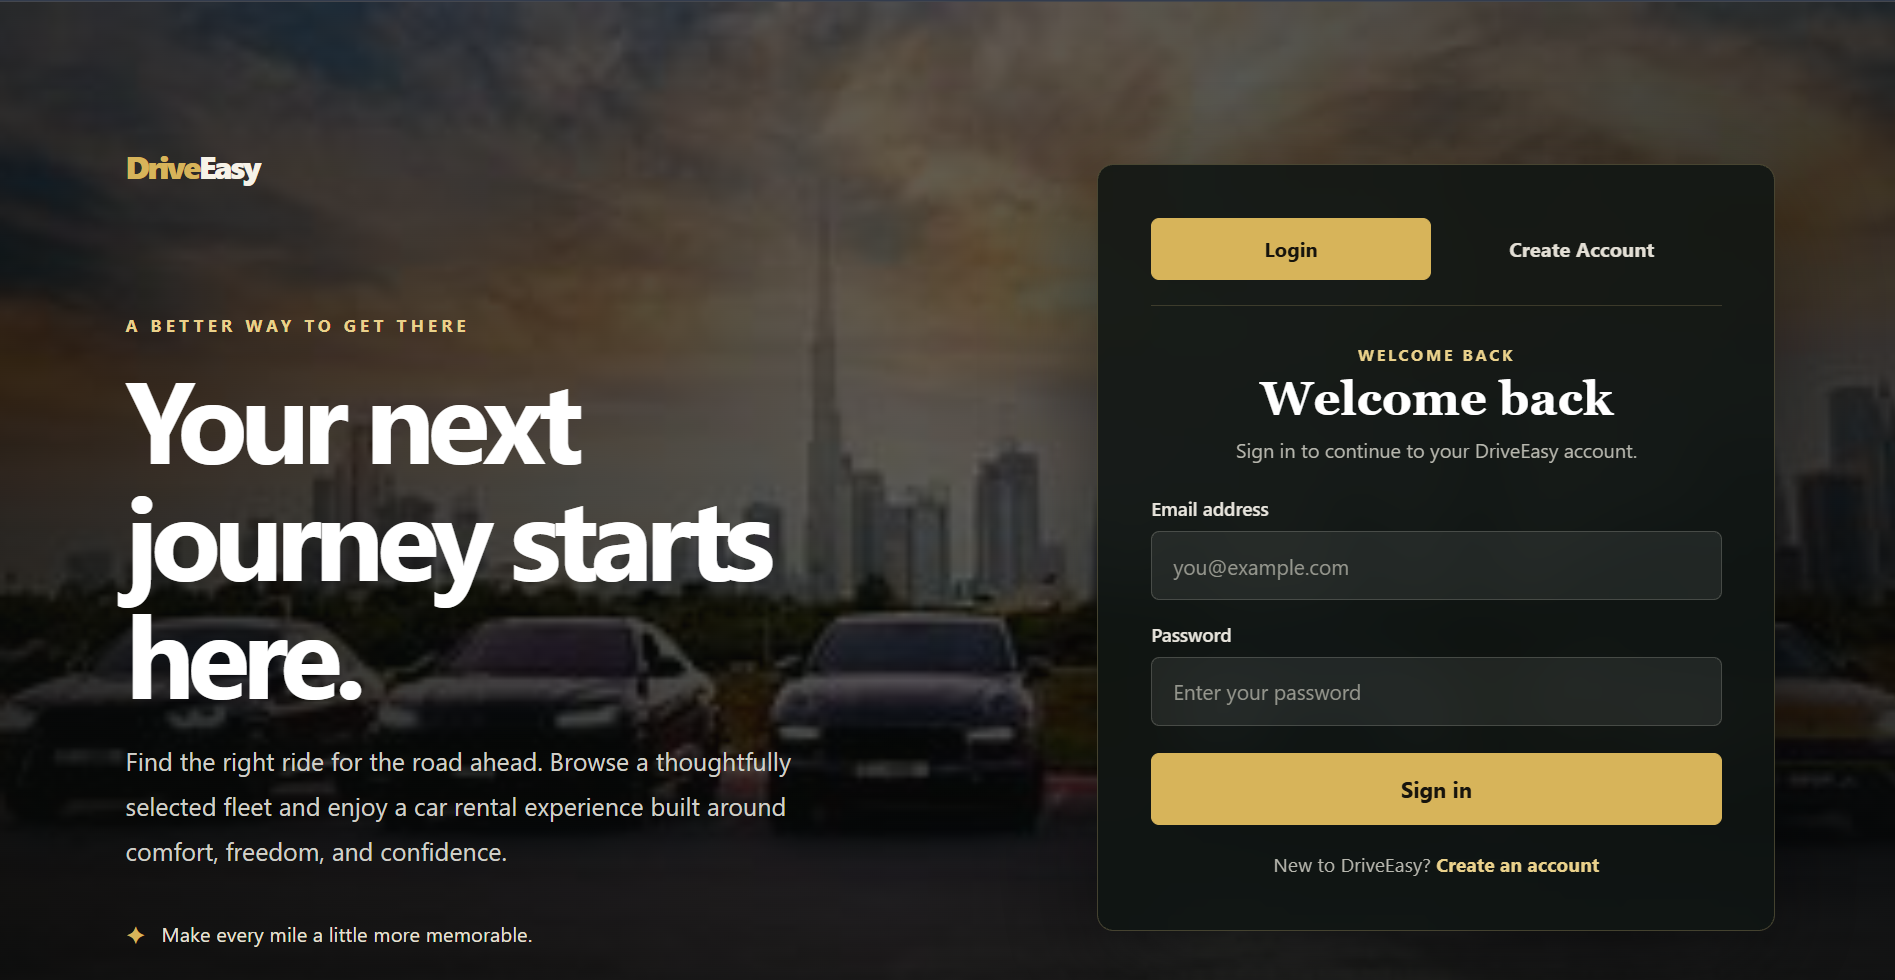 DriveEasy
A BETTER WAY TO GET THERE
Your next
journey starts
here.
Find the right ride for the road ahead. Browse a thoughtfully
selected fleet and enjoy a car rental experience built around
comfort, freedom, and confidence.
Make every mile a little more memorable.
Login
Create Account
WELCOME BACK
Welcome back
Sign in to continue to your DriveEasy account.
Email address
you@example.com
Password
Enter your password
Sign in
New to DriveEasy? Create an account